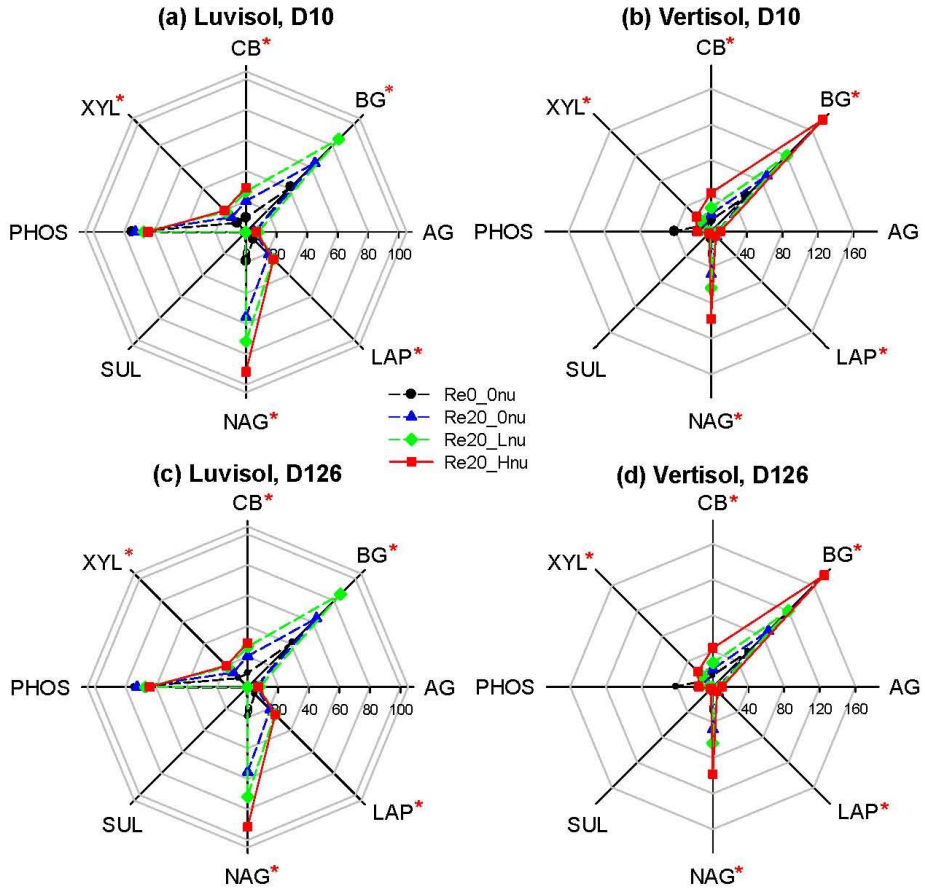 (a) Luvisol, D10
CB*
XYL*
BG*
PHOS
AG
20 40 60 80 100
SUL
LAP*
NAG*
(b) Vertisol, D10
CB*
XYL*
BG*
PHOS
AG
40 80 120 160
SUL
LAP*
NAG*
Re0_0nu
Re20_0nu
Re20_Lnu
Re20_Hnu
(c) Luvisol, D126
CB*
XYL*
BG*
PHOS
AG
0 20 40 60 80 100
SUL
LAP*
NAG*
(d) Vertisol, D126
CB*
XYL*
BG*
PHOS
AG
40 80 120 160
SUL
LAP*
NAG*